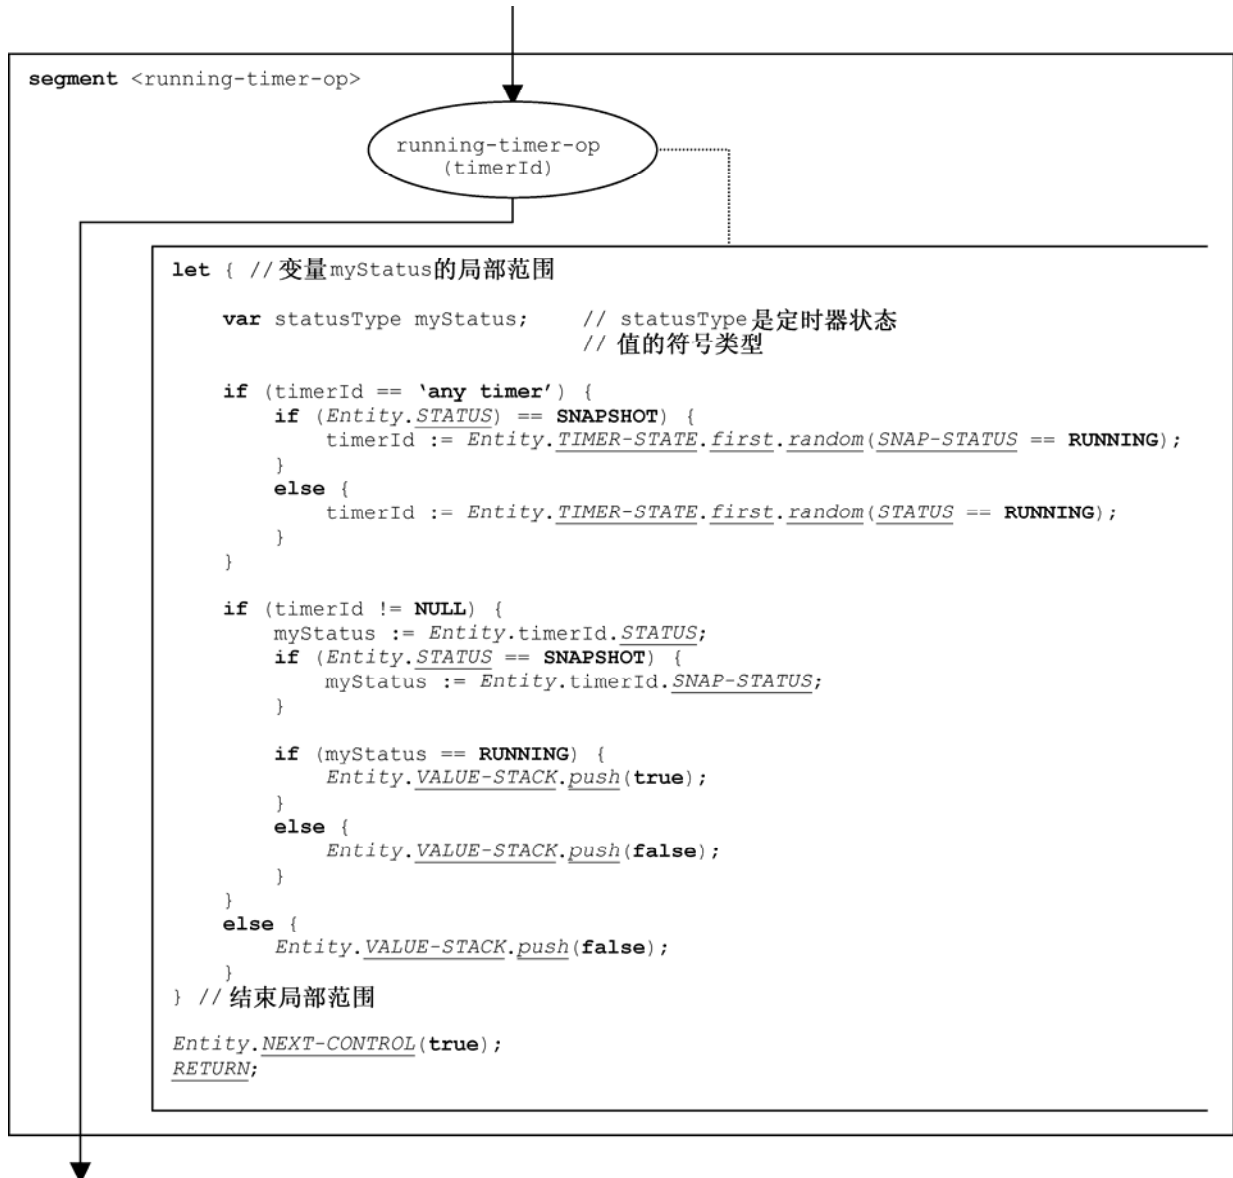 segment <running-timer-op>
running-timer-op
(timerId)
let { // 变量myStatus的局部范围
var statusType myStatus; // statusType是定时器状态
// 值的符号类型
if (timerId == ‘any timer’) {
if (Entity.STATUS) == SNAPSHOT) {
timerId := Entity.TIMER-STATE.first.random(SNAP-STATUS == RUNNING);
}
else {
timerId := Entity.TIMER-STATE.first.random(STATUS == RUNNING);
}
}
if (timerId != NULL) {
myStatus := Entity.timerId.STATUS;
if (Entity.STATUS == SNAPSHOT) {
myStatus := Entity.timerId.SNAP-STATUS;
}
if (myStatus == RUNNING) {
Entity.VALUE-STACK.push(true);
}
else {
Entity.VALUE-STACK.push(false);
}
}
else {
Entity.VALUE-STACK.push(false);
}
} // 结束局部范围
Entity.NEXT-CONTROL(true);
RETURN;